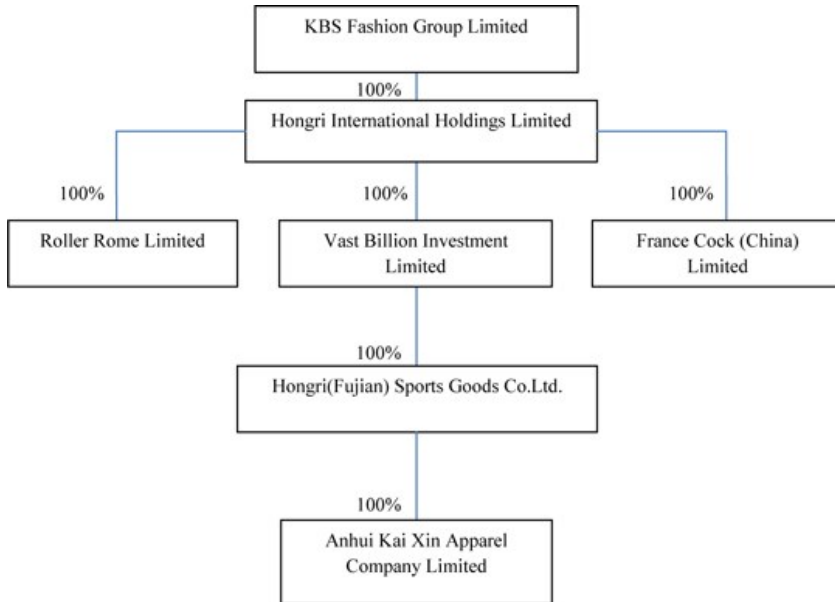 KBS Fashion Group Limited
100%
Hongri International Holdings Limited
100%
100%
100%
Roller Rome Limited
Vast Billion Investment
Limited
France Cock (China)
Limited
100%
Hongri(Fujian) Sports Goods Co.Ltd.
100%
Anhui Kai Xin Apparel
Company Limited